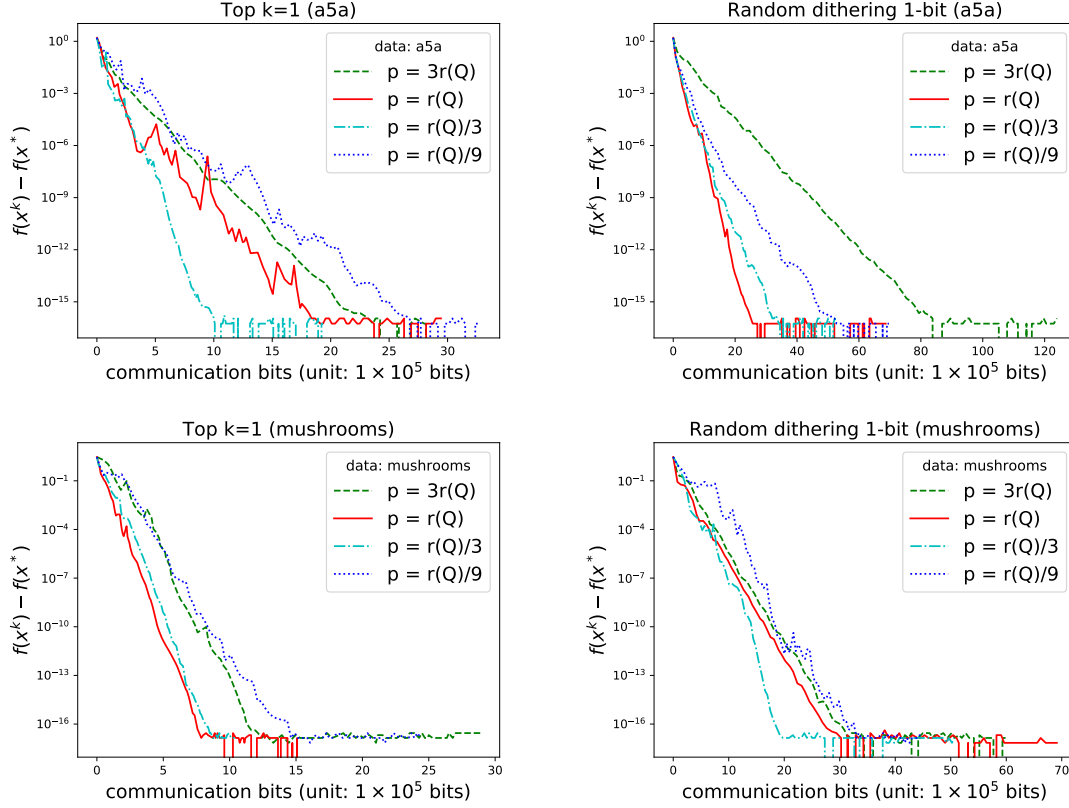 Top k=1 (a5a)
f(x^k) − f(x^*)
10^0
10^−3
10^−6
10^−9
10^−12
10^−15
data: a5a
p = 3r(Q)
p = r(Q)
p = r(Q)/3
p = r(Q)/9
0 5 10 15 20 25 30
communication bits (unit: 1 × 10^5 bits)
Random dithering 1-bit (a5a)
f(x^k) − f(x^*)
10^0
10^−3
10^−6
10^−9
10^−12
10^−15
data: a5a
p = 3r(Q)
p = r(Q)
p = r(Q)/3
p = r(Q)/9
0 20 40 60 80 100 120
communication bits (unit: 1 × 10^5 bits)
Top k=1 (mushrooms)
f(x^k) − f(x^*)
10^−1
10^−4
10^−7
10^−10
10^−13
10^−16
data: mushrooms
p = 3r(Q)
p = r(Q)
p = r(Q)/3
p = r(Q)/9
0 5 10 15 20 25 30
communication bits (unit: 1 × 10^5 bits)
Random dithering 1-bit (mushrooms)
f(x^k) − f(x^*)
10^−1
10^−4
10^−7
10^−10
10^−13
10^−16
data: mushrooms
p = 3r(Q)
p = r(Q)
p = r(Q)/3
p = r(Q)/9
0 10 20 30 40 50 60 70
communication bits (unit: 1 × 10^5 bits)